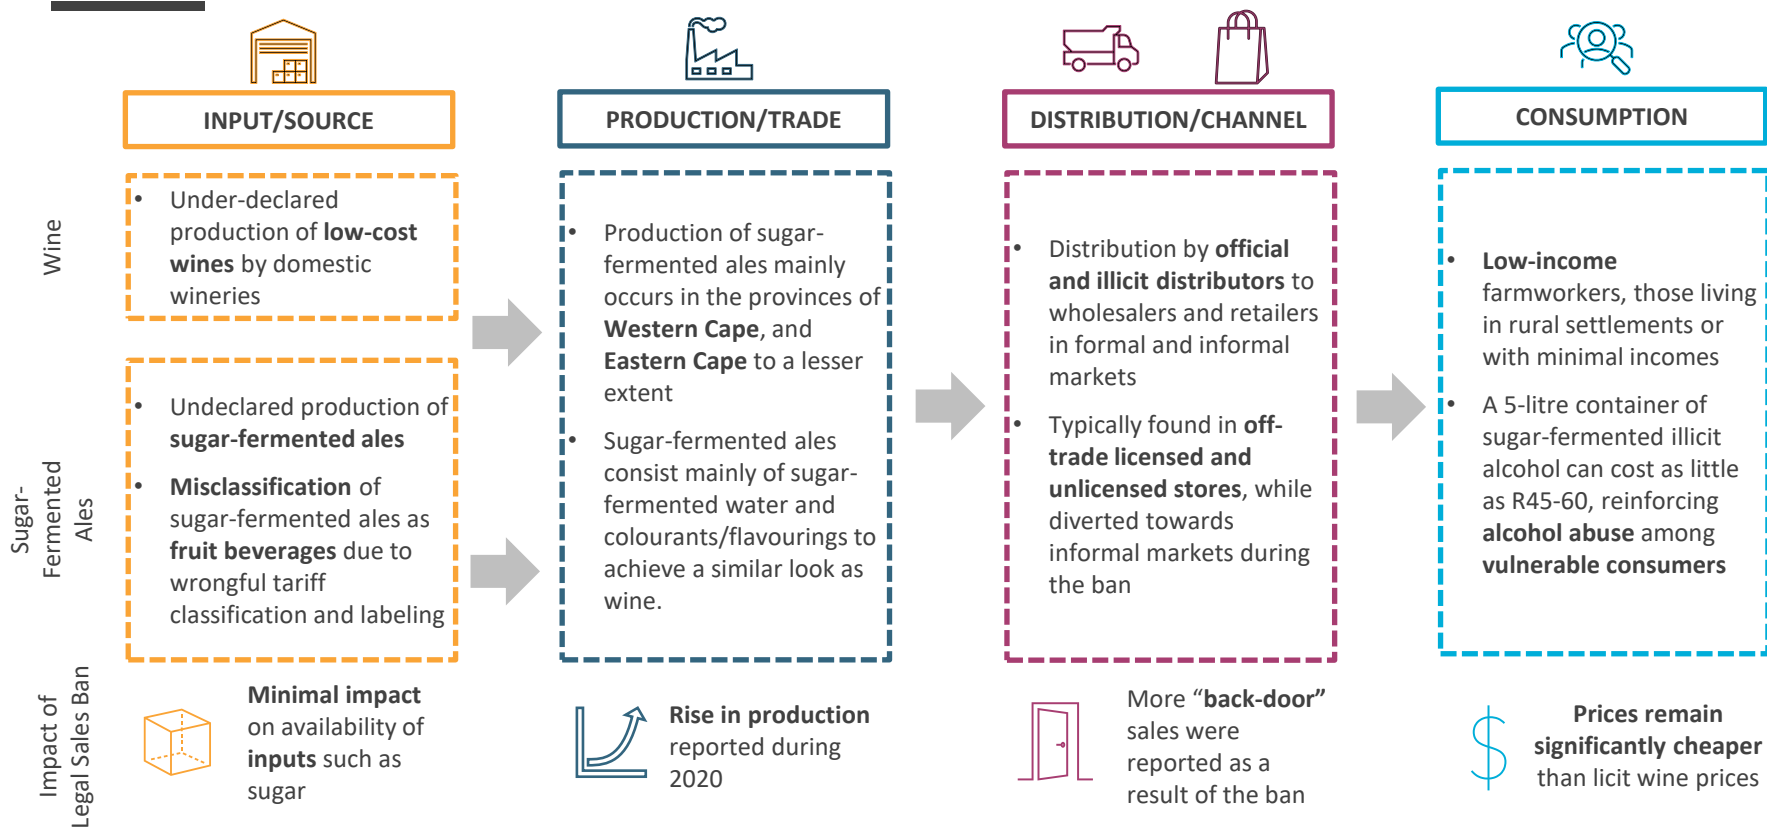 INPUT/SOURCE
PRODUCTION/TRADE
DISTRIBUTION/CHANNEL
CONSUMPTION
Wine
• Under-declared
production of low-cost
wines by domestic
wineries
Sugar-
Fermented
Ales
• Undeclared production of
sugar-fermented ales
• Misclassification of
sugar-fermented ales as
fruit beverages due to
wrongful tariff
classification and labeling
• Production of sugar-
fermented ales mainly
occurs in the provinces of
Western Cape, and
Eastern Cape to a lesser
extent
• Sugar-fermented ales
consist mainly of sugar-
fermented water and
colourants/flavourings to
achieve a similar look as
wine.
• Distribution by official
and illicit distributors to
wholesalers and retailers
in formal and informal
markets
• Typically found in off-
trade licensed and
unlicensed stores, while
diverted towards
informal markets during
the ban
• Low-income
farmworkers, those living
in rural settlements or
with minimal incomes
• A 5-litre container of
sugar-fermented illicit
alcohol can cost as little
as R45-60, reinforcing
alcohol abuse among
vulnerable consumers
Impact of
Legal Sales Ban
Minimal impact
on availability of
inputs such as
sugar
Rise in production
reported during
2020
More “back-door”
sales were
reported as a
result of the ban
$
Prices remain
significantly cheaper
than licit wine prices